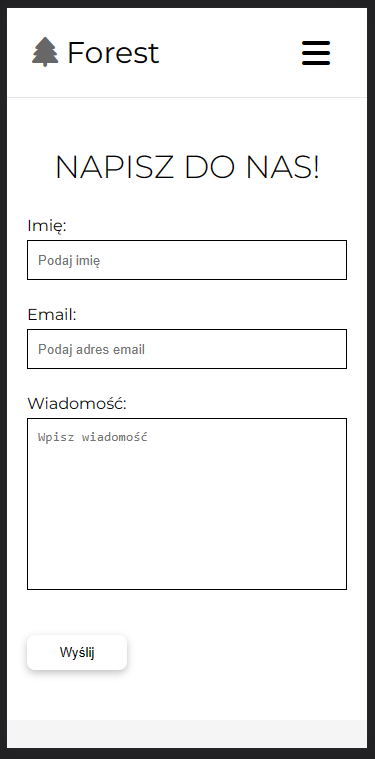 Forest
NAPISZ DO NAS!
Imię:
Podaj imię
Email:
Podaj adres email
Wiadomość:
Wpisz wiadomość
Wyślij